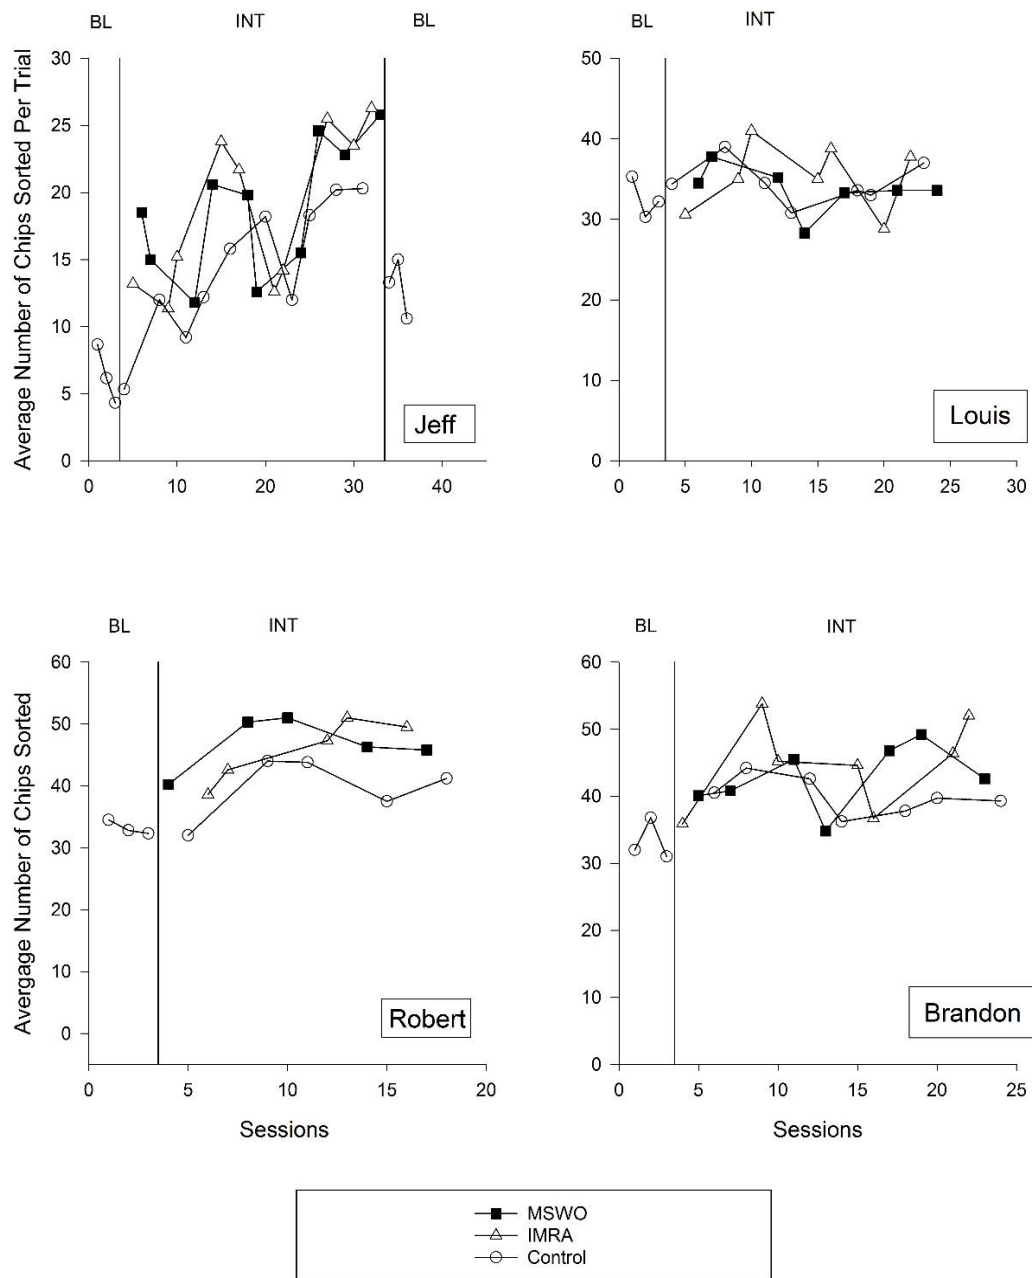 BL INT BL
Average Number of Chips Sorted Per Trial
30
25
20
15
10
5
0
0 10 20 30 40
Jeff
BL INT
50
40
30
20
10
0
0 5 10 15 20 25 30
Louis
BL INT
Avergage Number of Chips Sorted
60
50
40
30
20
10
0
0 5 10 15 20
Sessions
Robert
BL INT
60
50
40
30
20
10
0
0 5 10 15 20 25
Sessions
Brandon
MSWO
IMRA
Control